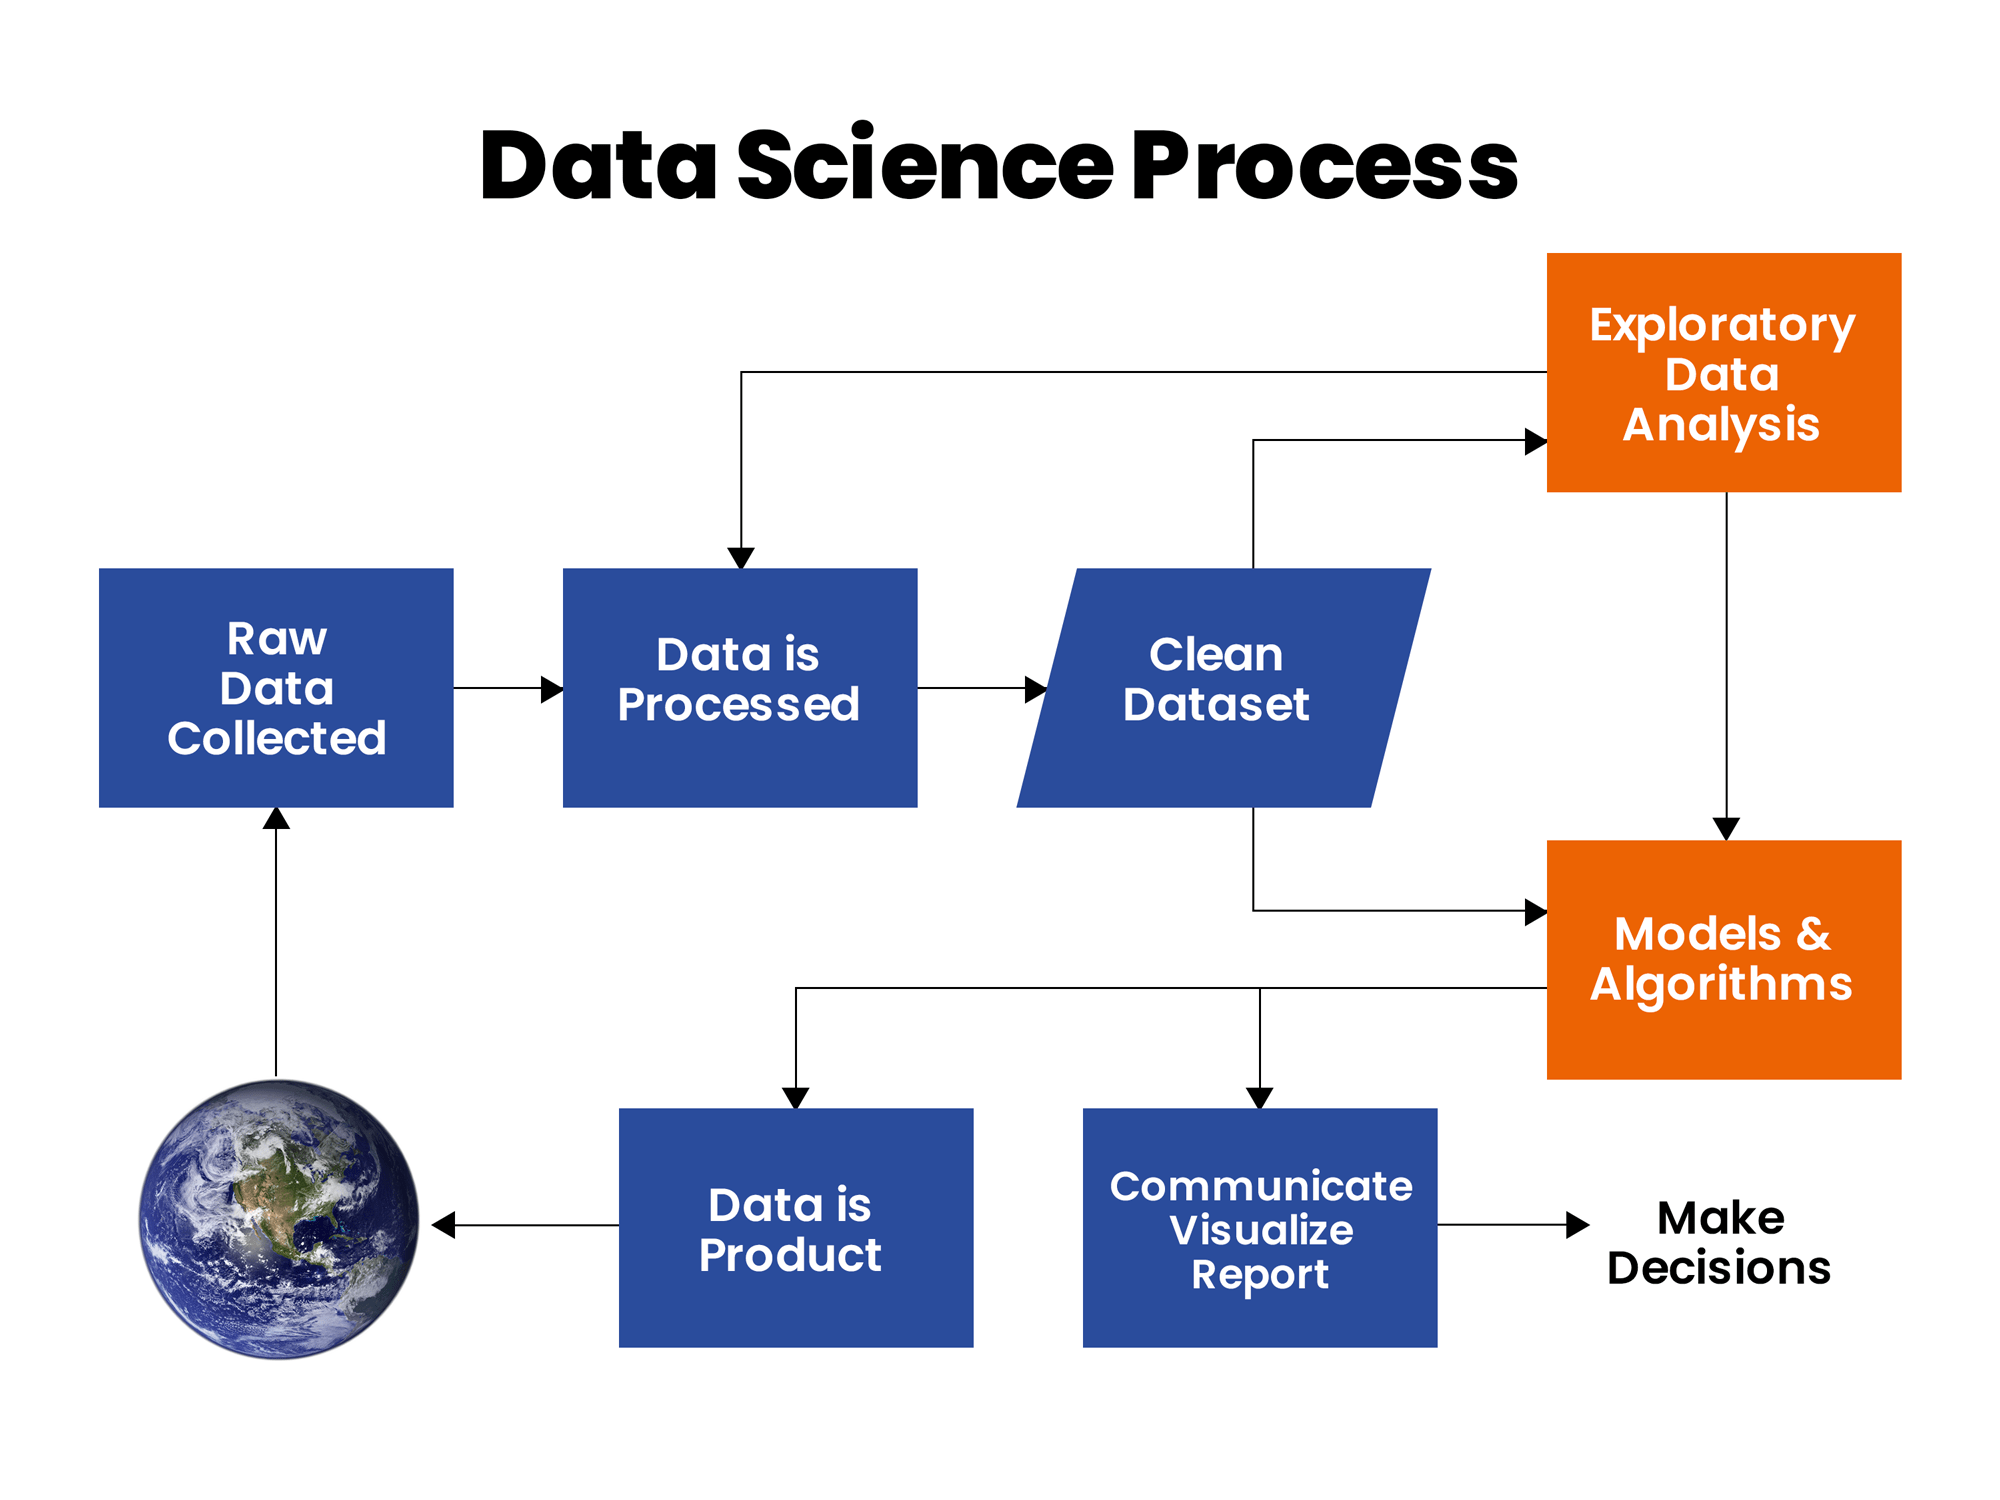 Data Science Process
Exploratory
Data
Analysis
Raw
Data
Collected
Data is
Processed
Clean
Dataset
Models &
Algorithms
Data is
Product
Communicate
Visualize
Report
Make
Decisions